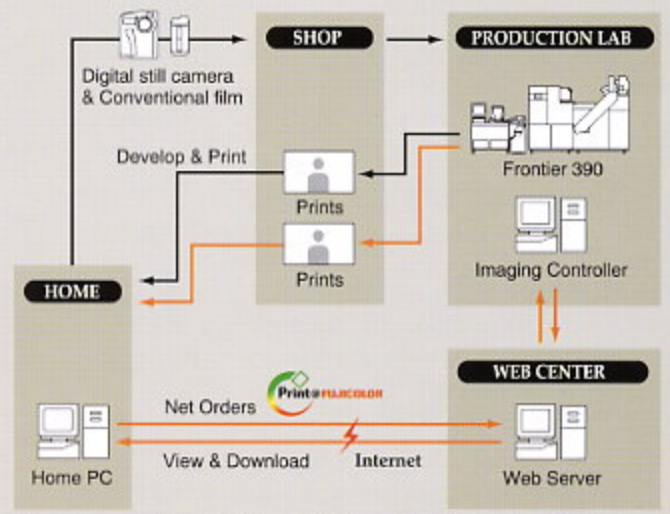 SHOP
PRODUCTION LAB
Digital still camera
& Conventional film
Develop & Print
Frontier 390
Prints
Prints
Imaging Controller
HOME
WEB CENTER
Print@FUJICOLOR
Net Orders
View & Download
Internet
Home PC
Web Server